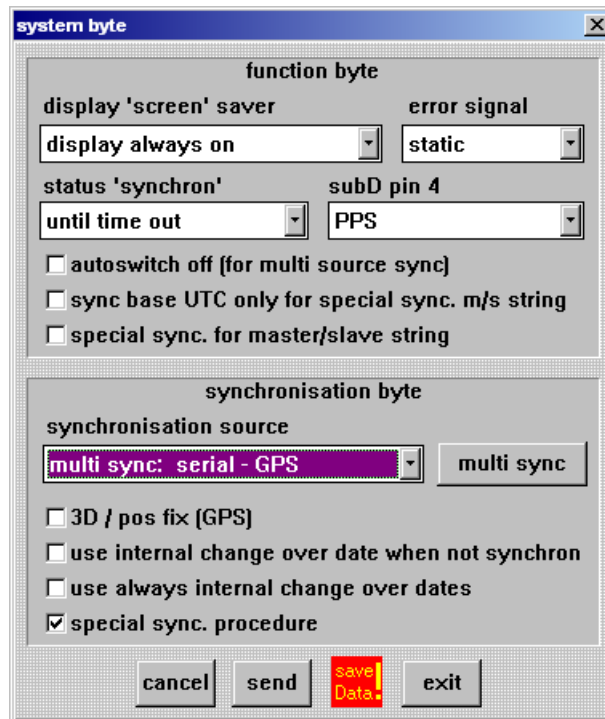 system byte
function byte
display 'screen' saver error signal
display always on static
status 'synchron' subD pin 4
until time out PPS
autoswitch off (for multi source sync)
sync base UTC only for special sync. m/s string
special sync. for master/slave string
synchronisation byte
synchronisation source
multi sync: serial - GPS multi sync
3D / pos fix (GPS)
use internal change over date when not synchron
use always internal change over dates
special sync. procedure
cancel send save Data! exit